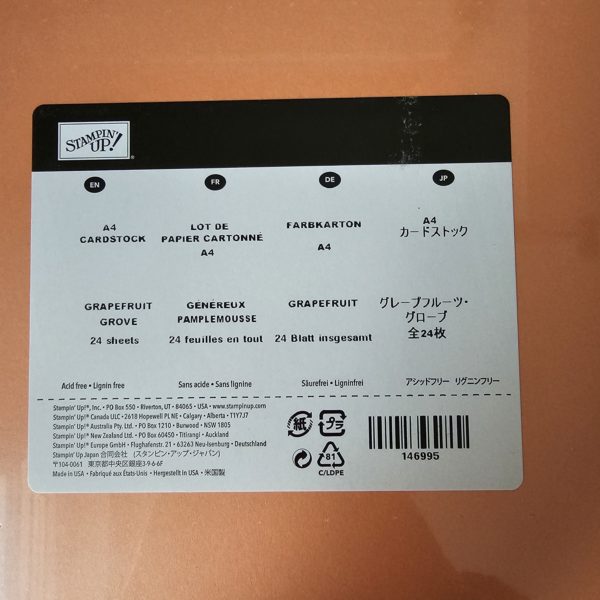 STAMPIN' UP!®
EN
A4
CARDSTOCK
GRAPEFRUIT
GROVE
24 sheets
Acid free • Lignin free
FR
LOT DE
PAPIER CARTONNÉ
A4
GÉNÉREUX
PAMPLEMOUSSE
24 feuilles en tout
Sans acide • Sans lignine
DE
FARBKARTON
A4
GRAPEFRUIT
24 Blatt insgesamt
Säurefrei • Ligninfrei
JP
A4
カードストック
グレープフルーツ・
グローブ
全24枚
アシッドフリー リグニンフリー
Stampin' Up!®, Inc. • PO Box 550 • Riverton, UT • 84065 • USA • www.stampinup.com
Stampin' Up!® Canada ULC • 2618 Hopewell PL NE • Calgary • Alberta • T1Y7J7
Stampin' Up!® Australia Pty. Ltd. • PO Box 1210 • Burwood • NSW 1805
Stampin' Up!® New Zealand Ltd. • PO Box 60450 • Titirangi • Auckland
Stampin' Up!® Europe GmbH • Flughafenstr. 21 • 63263 Neu-Isenburg • Deutschland
Stampin Up Japan 合同会社 (スタンピン・アップ・ジャパン)
〒104-0061 東京都中央区銀座3-9-6-6F
Made in USA • Fabriqué aux États-Unis • Hergestellt in USA • 米国製
紙
プラ
81
C/LDPE
146995